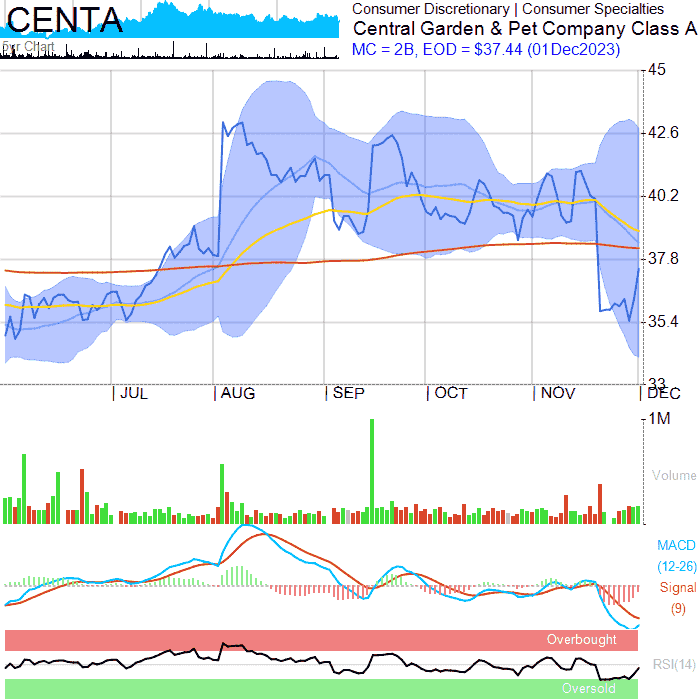 CENTA
5yr Chart
Consumer Discretionary | Consumer Specialties
Central Garden & Pet Company Class A
MC = 2B, EOD = $37.44 (01Dec2023)
45
42.6
40.2
37.8
35.4
33
JUL AUG SEP OCT NOV DEC
1M
Volume
MACD
(12-26)
Signal
(9)
Overbought
RSI(14)
Oversold